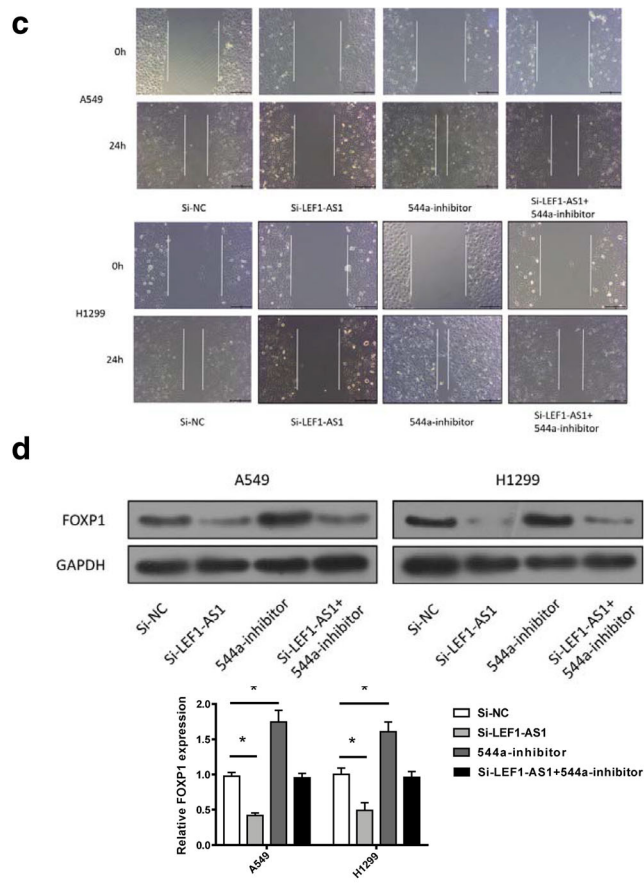 c
0h
A549
24h
Si-NC Si-LEF1-AS1 544a-inhibitor Si-LEF1-AS1+
544a-inhibitor
0h
H1299
24h
Si-NC Si-LEF1-AS1 544a-inhibitor Si-LEF1-AS1+
544a-inhibitor
d
A549 H1299
FOXP1
GAPDH
Si-NC Si-LEF1-AS1 544a-inhibitor Si-LEF1-AS1+ 544a-inhibitor
Si-NC Si-LEF1-AS1 544a-inhibitor Si-LEF1-AS1+ 544a-inhibitor
Relative FOXP1 expression
2.0
1.5
1.0
0.5
0.0
* *
* *
A549 H1299
Si-NC
Si-LEF1-AS1
544a-inhibitor
Si-LEF1-AS1+544a-inhibitor